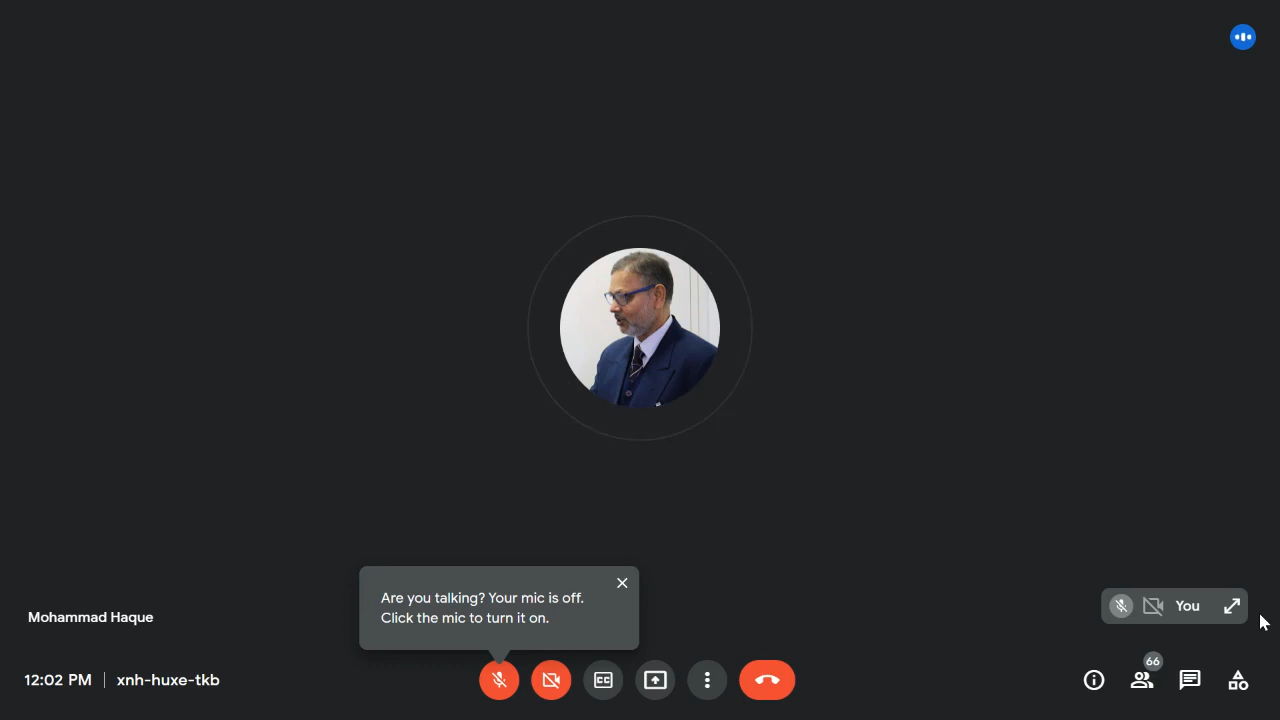 Are you talking? Your mic is off.
Click the mic to turn it on.
Mohammad Haque
You
12:02 PM | xnh-huxe-tkb
CC
66